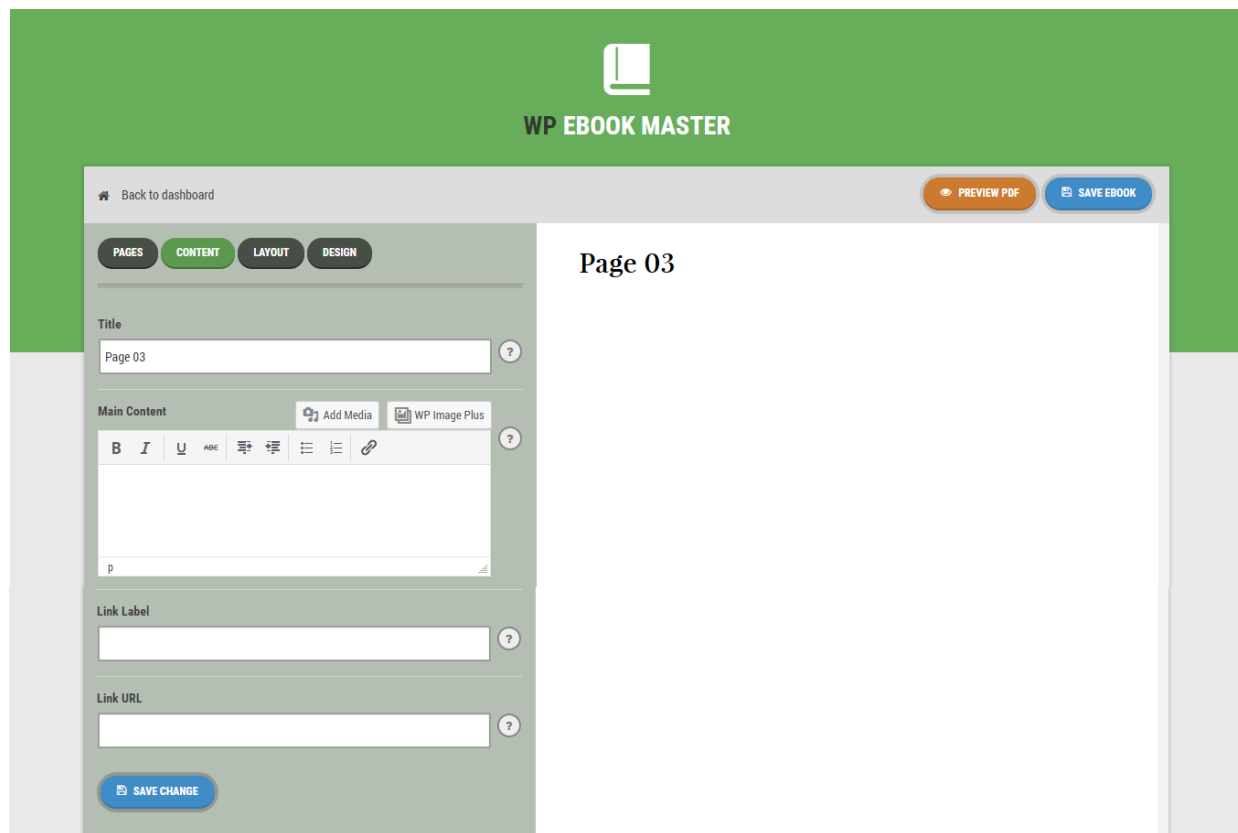 WP EBOOK MASTER
Back to dashboard
PREVIEW PDF
SAVE EBOOK
PAGES
CONTENT
LAYOUT
DESIGN
Page 03
Title
Page 03
?
Main Content
Add Media
WP Image Plus
?
B I U ABC
p
Link Label
?
Link URL
?
SAVE CHANGE